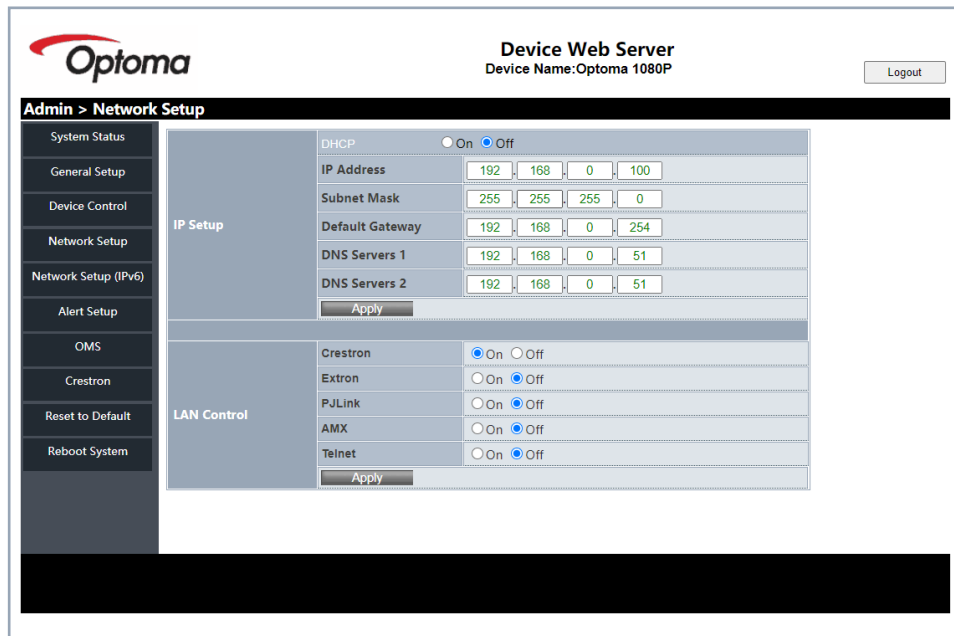 Optoma
Device Web Server
Device Name:Optoma 1080P
Logout
Admin > Network Setup
System Status
General Setup
Device Control
Network Setup
Network Setup (IPv6)
Alert Setup
OMS
Crestron
Reset to Default
Reboot System
IP Setup
DHCP On Off
IP Address 192 . 168 . 0 . 100
Subnet Mask 255 . 255 . 255 . 0
Default Gateway 192 . 168 . 0 . 254
DNS Servers 1 192 . 168 . 0 . 51
DNS Servers 2 192 . 168 . 0 . 51
Apply
LAN Control
Crestron On Off
Extron On Off
PJLink On Off
AMX On Off
Telnet On Off
Apply